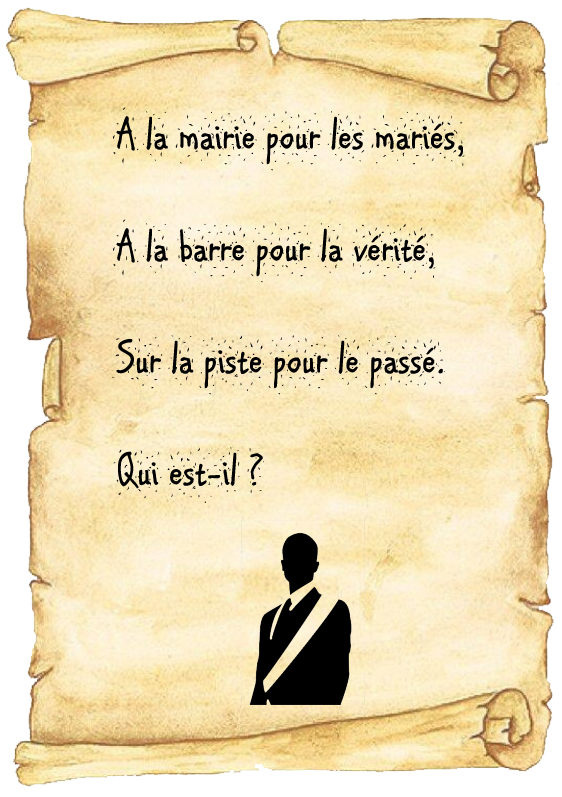 A la mairie pour les mariés,
A la barre pour la vérité,
Sur la piste pour le passé.
Qui est-il ?